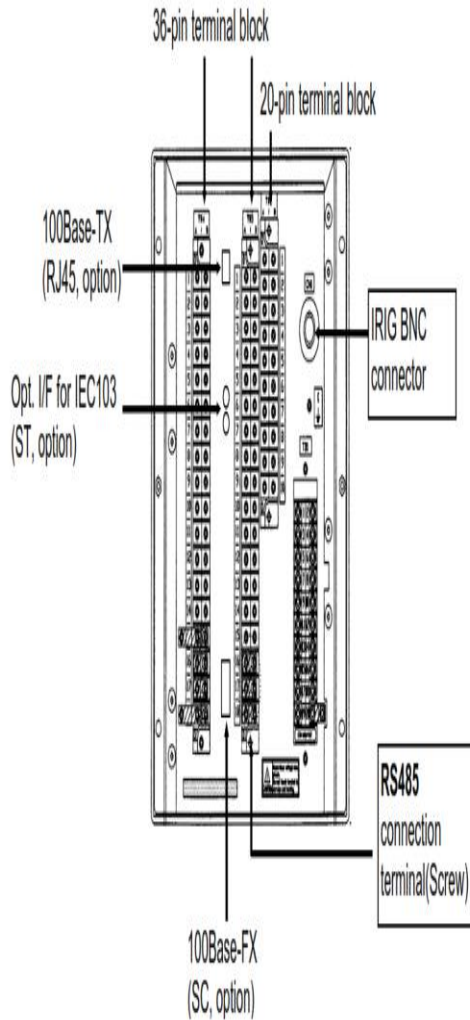 36-pin terminal block
20-pin terminal block
100Base-TX
(RJ45, option)
IRIG BNC
connector
Opt. I/F for IEC103
(ST, option)
RS485
connection
terminal(Screw)
100Base-FX
(SC, option)